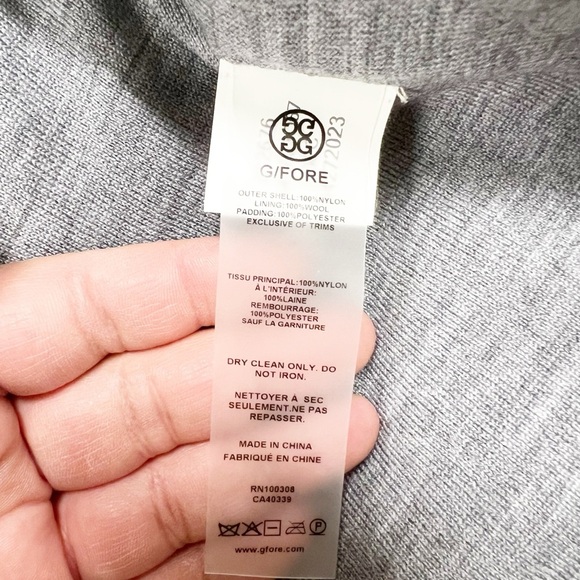 G/FORE
OUTER SHELL:100%NYLON
LINING:100%WOOL
PADDING:100%POLYESTER
EXCLUSIVE OF TRIMS
TISSU PRINCIPAL:100%NYLON
À L'INTÉRIEUR:
100%LAINE
REMBOURRAGE:
100%POLYESTER
SAUF LA GARNITURE
DRY CLEAN ONLY. DO
NOT IRON.
NETTOYER À SEC
SEULEMENT.NE PAS
REPASSER.
MADE IN CHINA
FABRIQUÉ EN CHINE
RN100308
CA40339
P
www.gfore.com